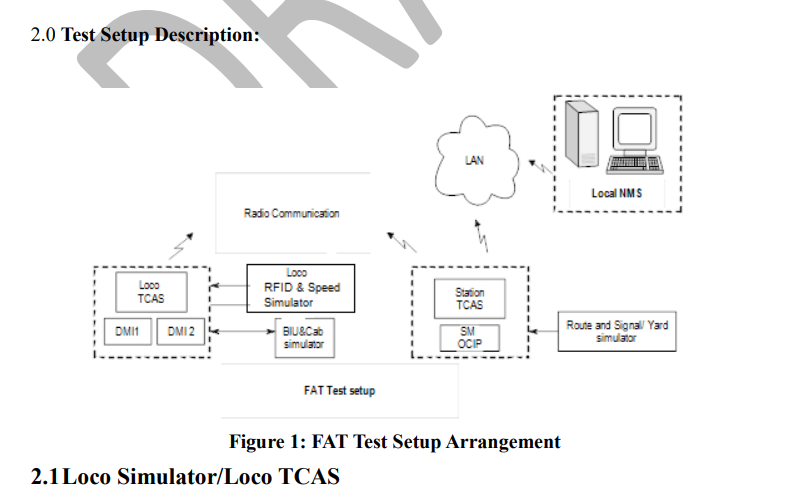 2.0 Test Setup Description:
LAN
Local NMS
Radio Communication
Loco
TCAS
DMI1
DMI 2
Loco
RFID & Speed
Simulator
BIU&Cab
simulator
Station
TCAS
SM
OCIP
Route and Signal/ Yard
simulator
FAT Test setup
Figure 1: FAT Test Setup Arrangement
2.1Loco Simulator/Loco TCAS